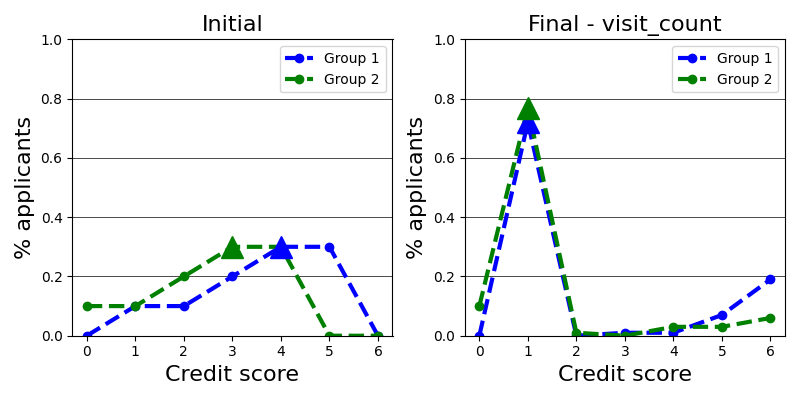 Initial
% applicants
1.0
0.8
0.6
0.4
0.2
0.0
0 1 2 3 4 5 6
Credit score
Group 1
Group 2
Final - visit_count
% applicants
1.0
0.8
0.6
0.4
0.2
0.0
0 1 2 3 4 5 6
Credit score
Group 1
Group 2